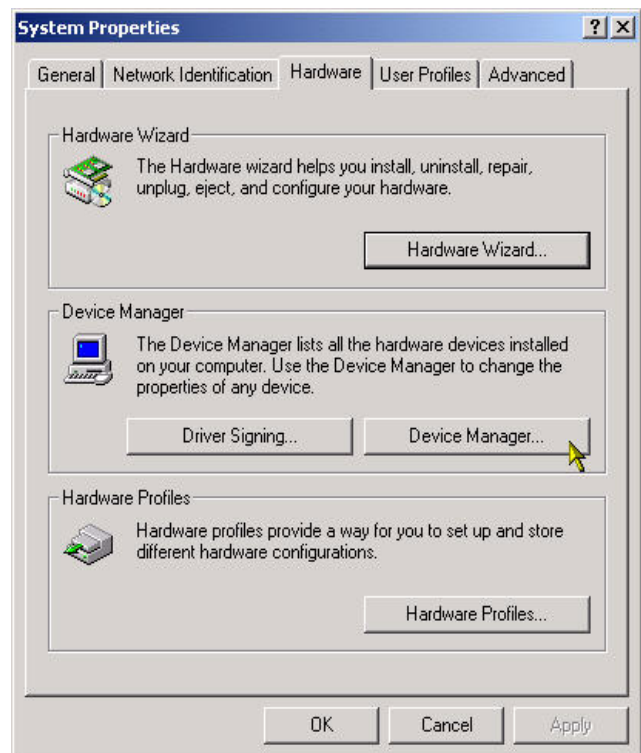 System Properties
General
Network Identification
Hardware
User Profiles
Advanced
Hardware Wizard
The Hardware wizard helps you install, uninstall, repair,
unplug, eject, and configure your hardware.
Hardware Wizard...
Device Manager
The Device Manager lists all the hardware devices installed
on your computer. Use the Device Manager to change the
properties of any device.
Driver Signing...
Device Manager...
Hardware Profiles
Hardware profiles provide a way for you to set up and store
different hardware configurations.
Hardware Profiles...
OK
Cancel
Apply